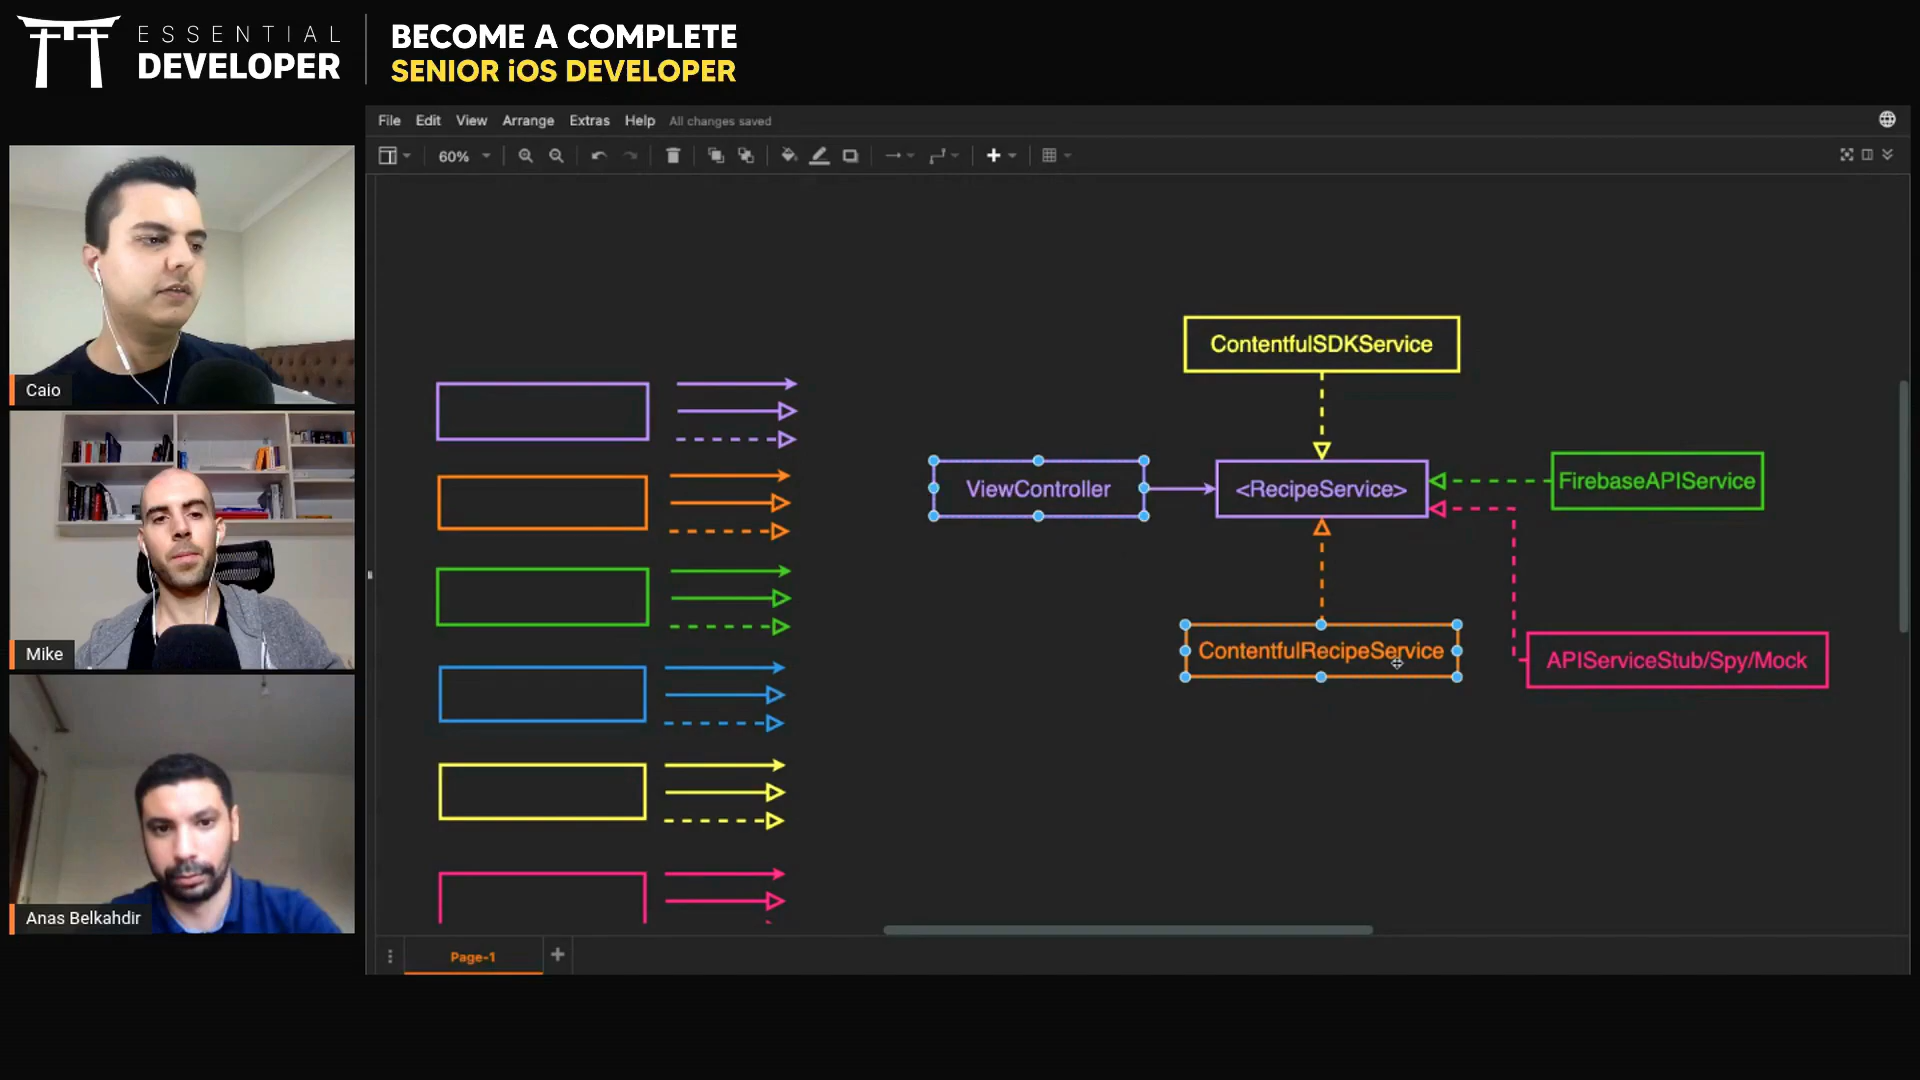 ESSENTIAL
DEVELOPER
BECOME A COMPLETE
SENIOR iOS DEVELOPER
File Edit View Arrange Extras Help All changes saved
60%
Caio
Mike
Anas Belkahdir
ContentfulSDKService
ViewController
<RecipeService>
FirebaseAPIService
ContentfulRecipeService
APIServiceStub/Spy/Mock
Page-1